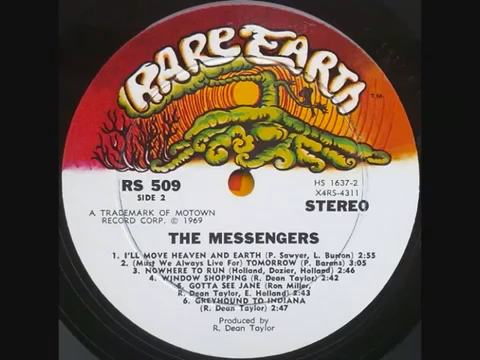 RARE EARTH
T.M.
RS 509
SIDE 2
HS 1637-2
X4RS-4311
STEREO
A TRADEMARK OF MOTOWN
RECORD CORP. © 1969
THE MESSENGERS
1. I'LL MOVE HEAVEN AND EARTH (P. Sawyer, L. Burton) 2:55
2. (Must We Always Live For) TOMORROW (P. Barans) 3:05
3. NOWHERE TO RUN (Holland, Dozier, Holland) 2:46
4. WINDOW SHOPPING (R. Dean Taylor) 2:42
5. GOTTA SEE JANE (Ron Miller,
R. Dean Taylor, E. Holland) 2:43
6. GREYHOUND TO INDIANA
(R. Dean Taylor) 2:47
Produced by
R. Dean Taylor